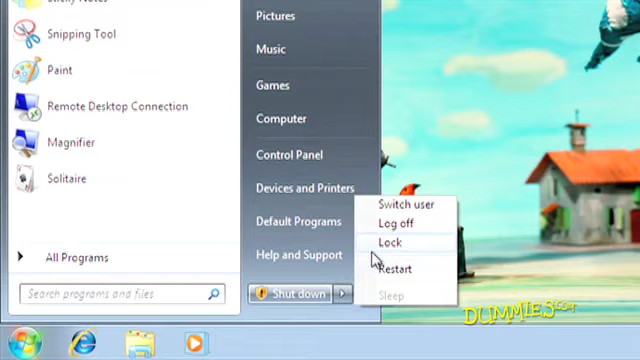 Sticky Notes
Snipping Tool
Paint
Remote Desktop Connection
Magnifier
Solitaire
All Programs
Search programs and files
Pictures
Music
Games
Computer
Control Panel
Devices and Printers
Default Programs
Help and Support
Shut down
Switch user
Log off
Lock
Restart
Sleep
DUMMIES.COM